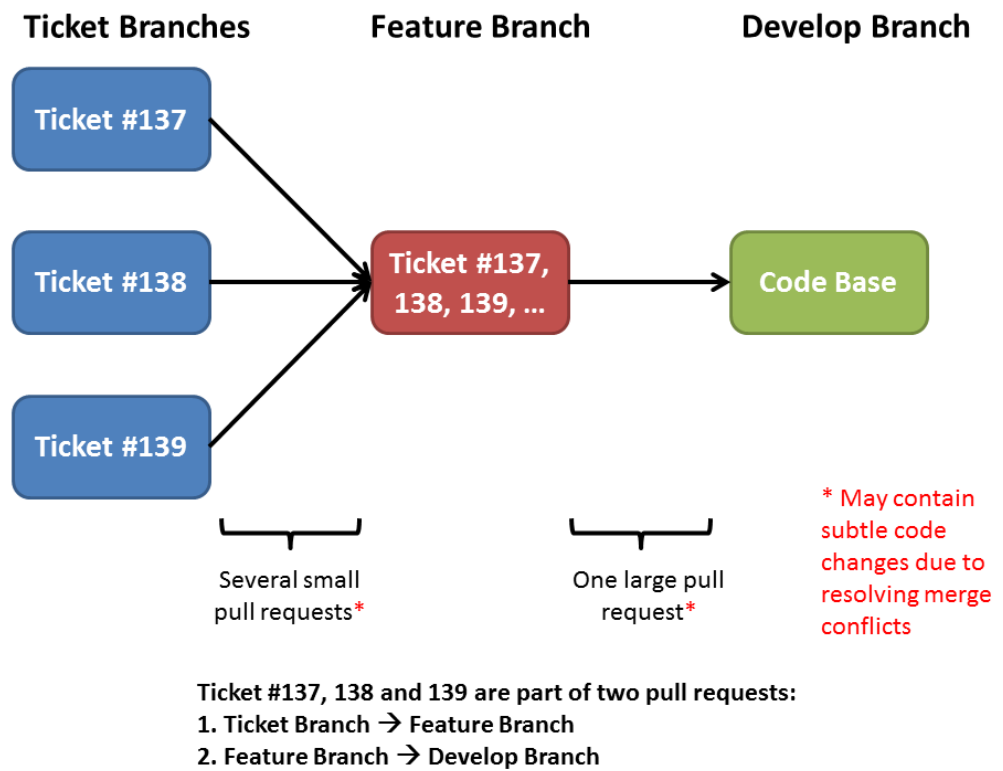 Ticket Branches
Feature Branch
Develop Branch
Ticket #137
Ticket #138
Ticket #137,
138, 139, ...
Code Base
Ticket #139
Several small
pull requests*
One large pull
request*
* May contain
subtle code
changes due to
resolving merge
conflicts
Ticket #137, 138 and 139 are part of two pull requests:
1. Ticket Branch → Feature Branch
2. Feature Branch → Develop Branch